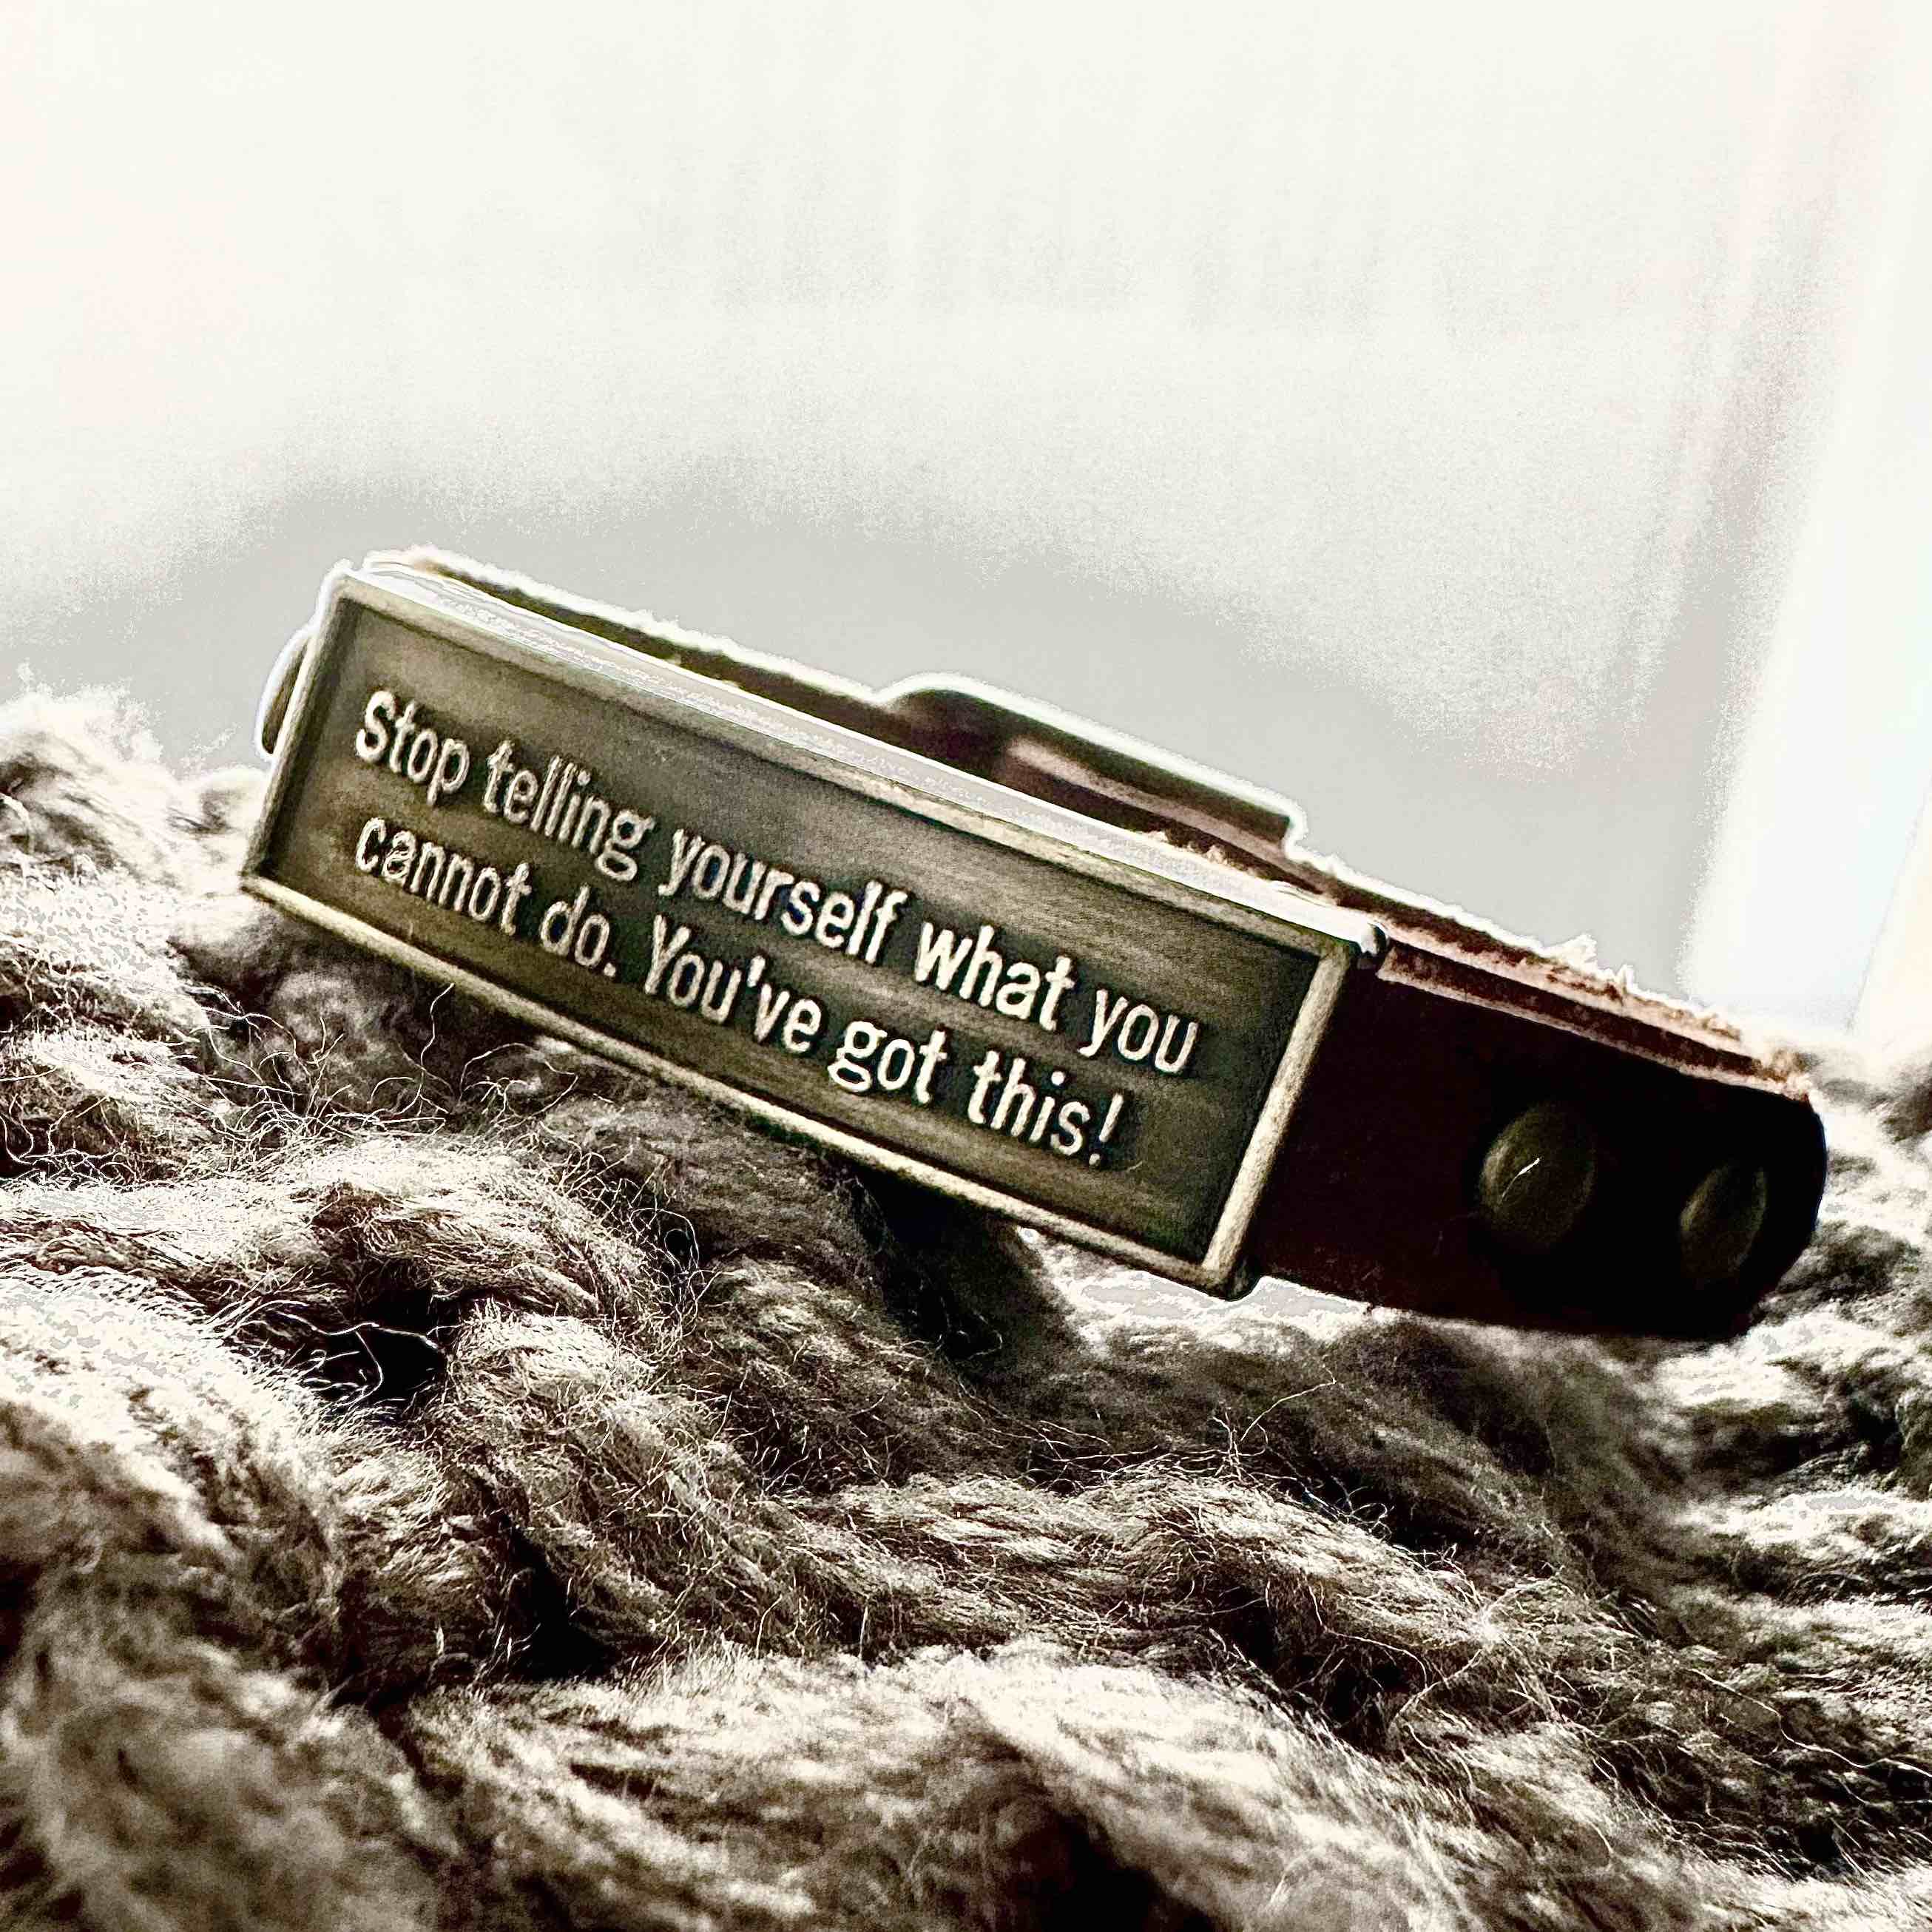 Stop telling yourself what you
cannot do. You've got this!